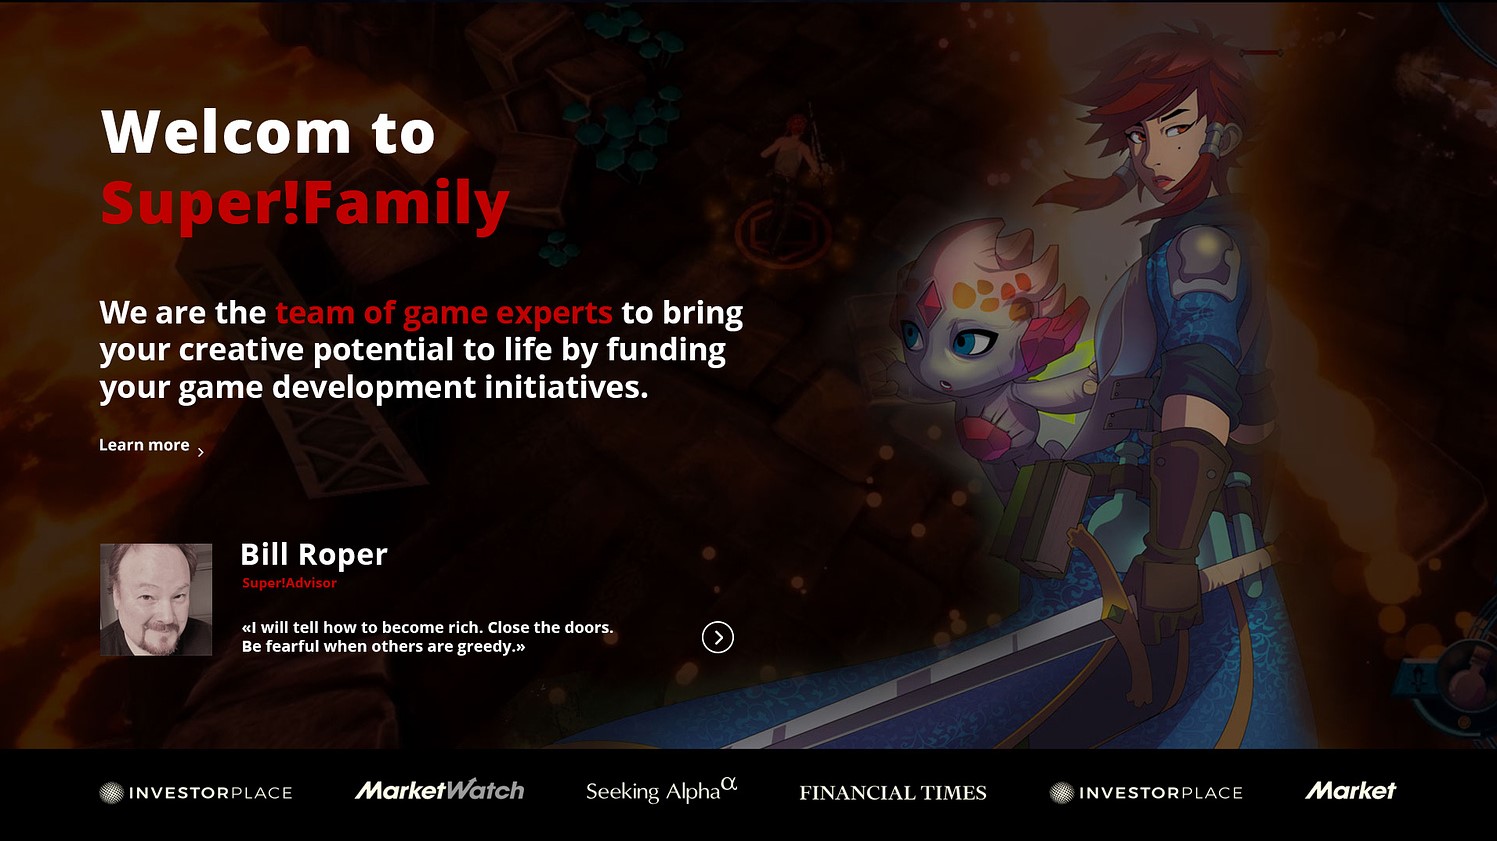 Welcom to
Super!Family
We are the team of game experts to bring
your creative potential to life by funding
your game development initiatives.
Learn more
Bill Roper
Super!Advisor
«I will tell how to become rich. Close the doors.
Be fearful when others are greedy.»
INVESTORPLACE MarketWatch Seeking Alphaα FINANCIAL TIMES INVESTORPLACE Market